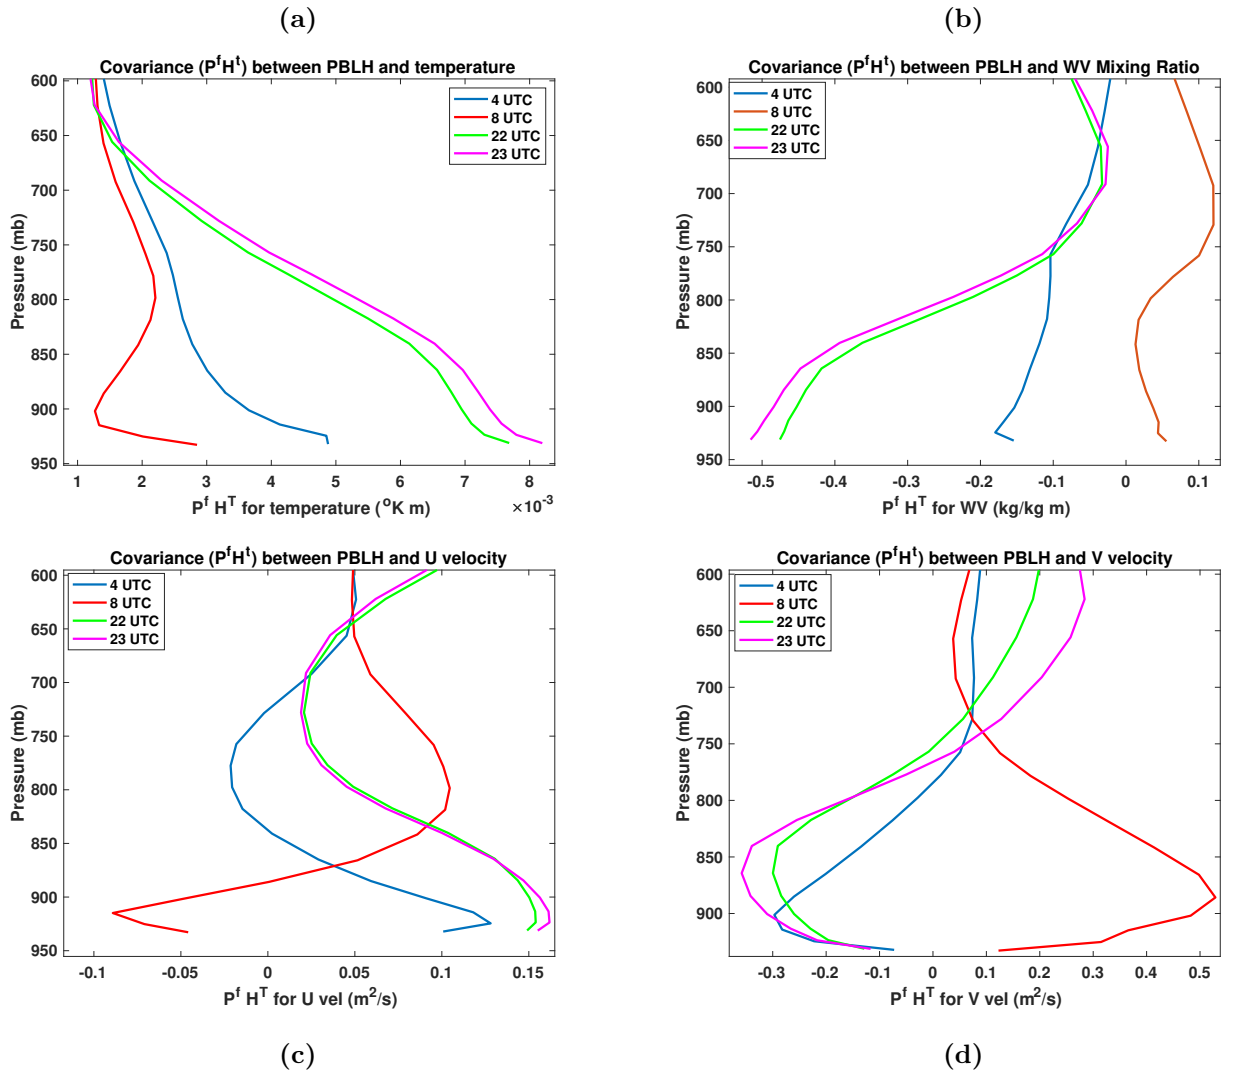 (a)
(b)
Covariance (P^f H^t) between PBLH and temperature
4 UTC
8 UTC
22 UTC
23 UTC
600
650
700
750
800
850
900
950
Pressure (mb)
1 2 3 4 5 6 7 8
×10^-3
P^f H^T for temperature (°K m)
Covariance (P^f H^t) between PBLH and WV Mixing Ratio
4 UTC
8 UTC
22 UTC
23 UTC
600
650
700
750
800
850
900
950
Pressure (mb)
-0.5 -0.4 -0.3 -0.2 -0.1 0 0.1
P^f H^T for WV (kg/kg m)
Covariance (P^f H^t) between PBLH and U velocity
4 UTC
8 UTC
22 UTC
23 UTC
600
650
700
750
800
850
900
950
Pressure (mb)
-0.1 -0.05 0 0.05 0.1 0.15
P^f H^T for U vel (m^2/s)
Covariance (P^f H^t) between PBLH and V velocity
4 UTC
8 UTC
22 UTC
23 UTC
600
650
700
750
800
850
900
Pressure (mb)
-0.3 -0.2 -0.1 0 0.1 0.2 0.3 0.4 0.5
P^f H^T for V vel (m^2/s)
(c)
(d)